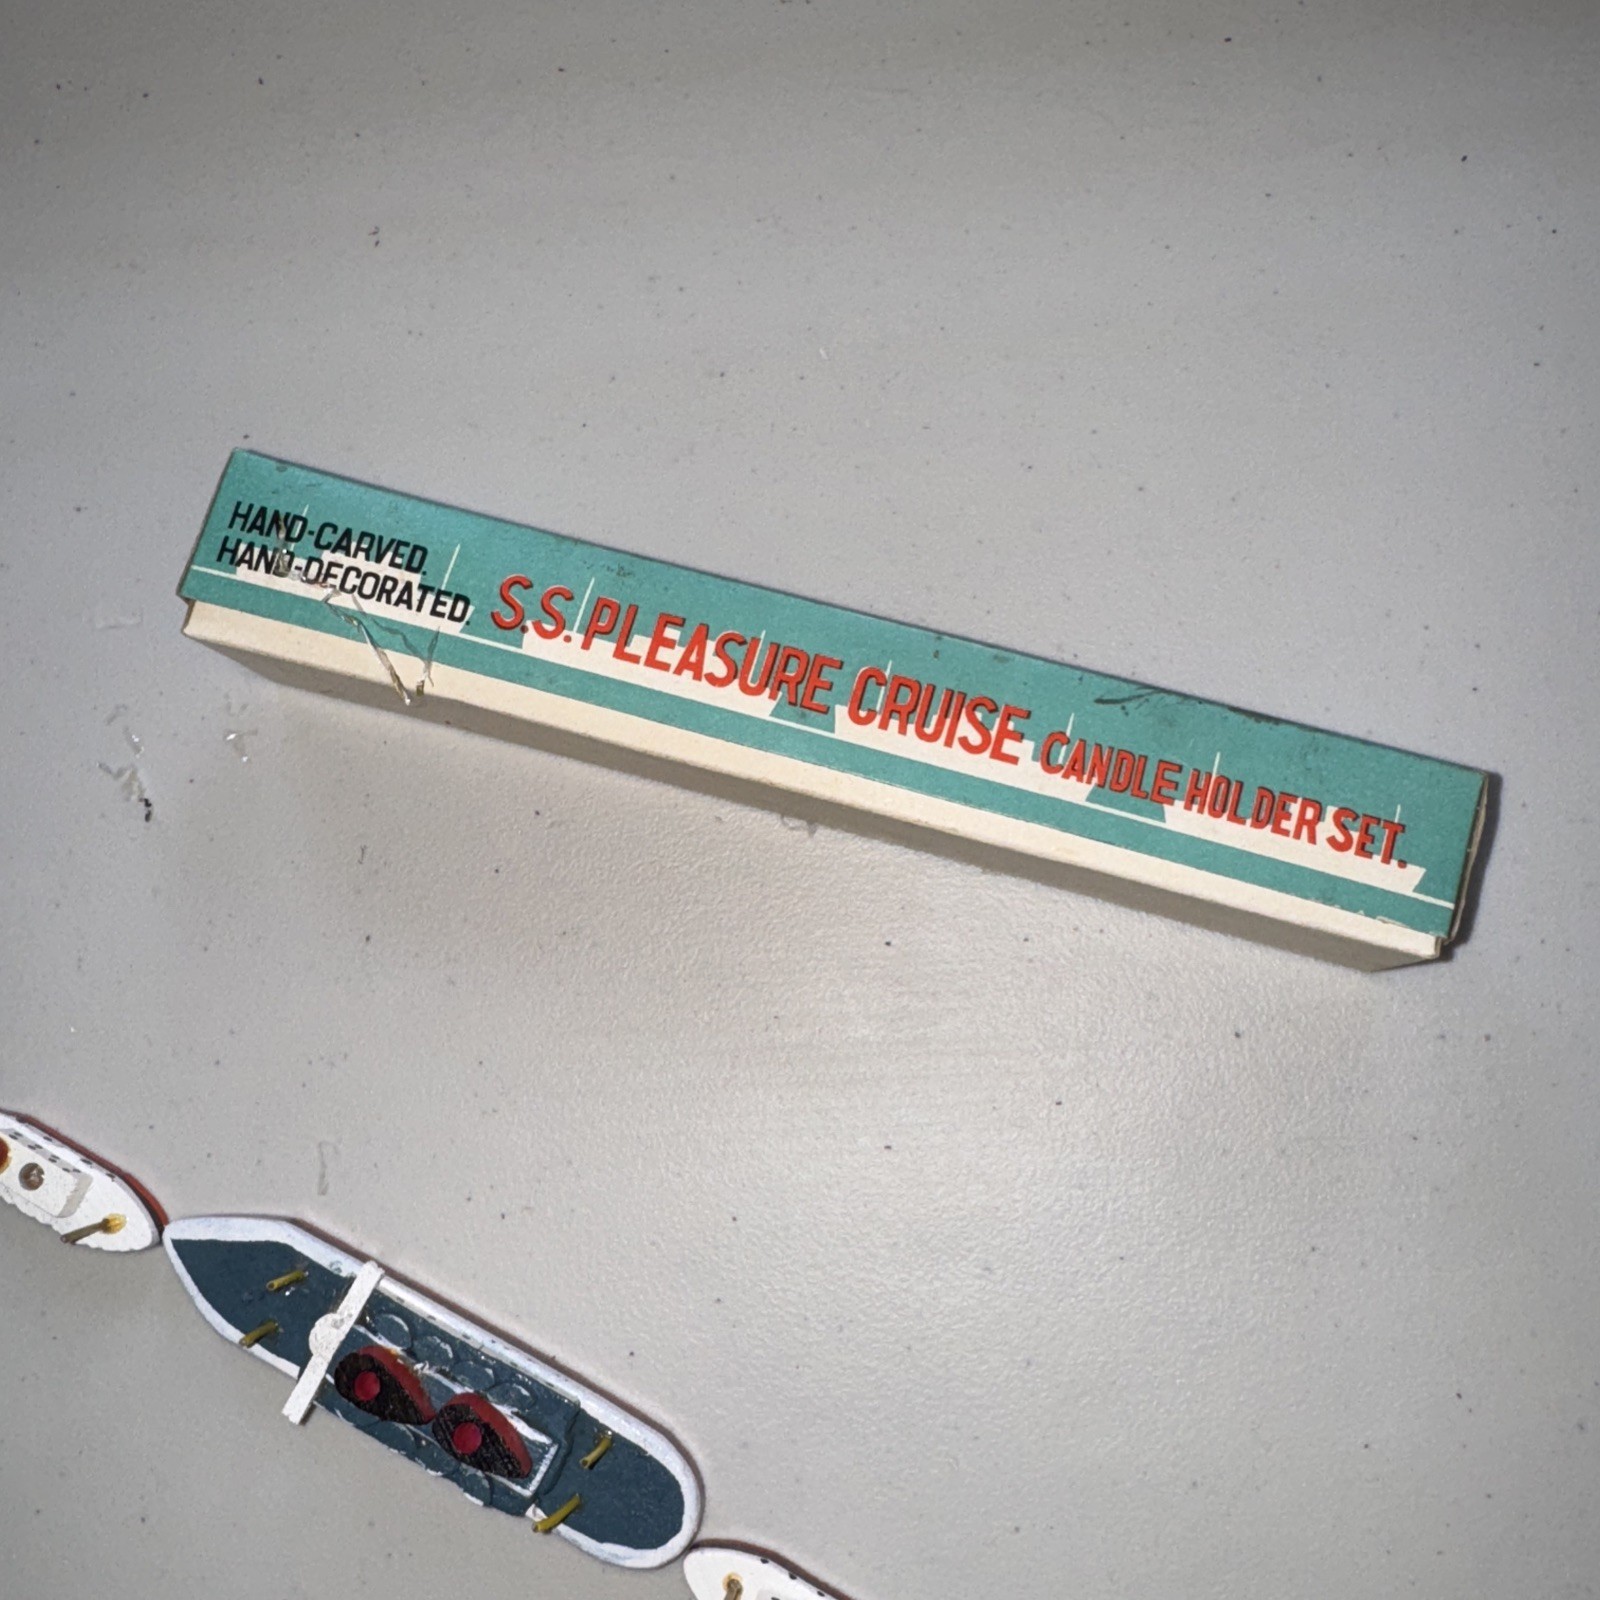 HAND-CARVED.
HAND-DECORATED.
S.S. PLEASURE CRUISE CANDLE HOLDER SET.